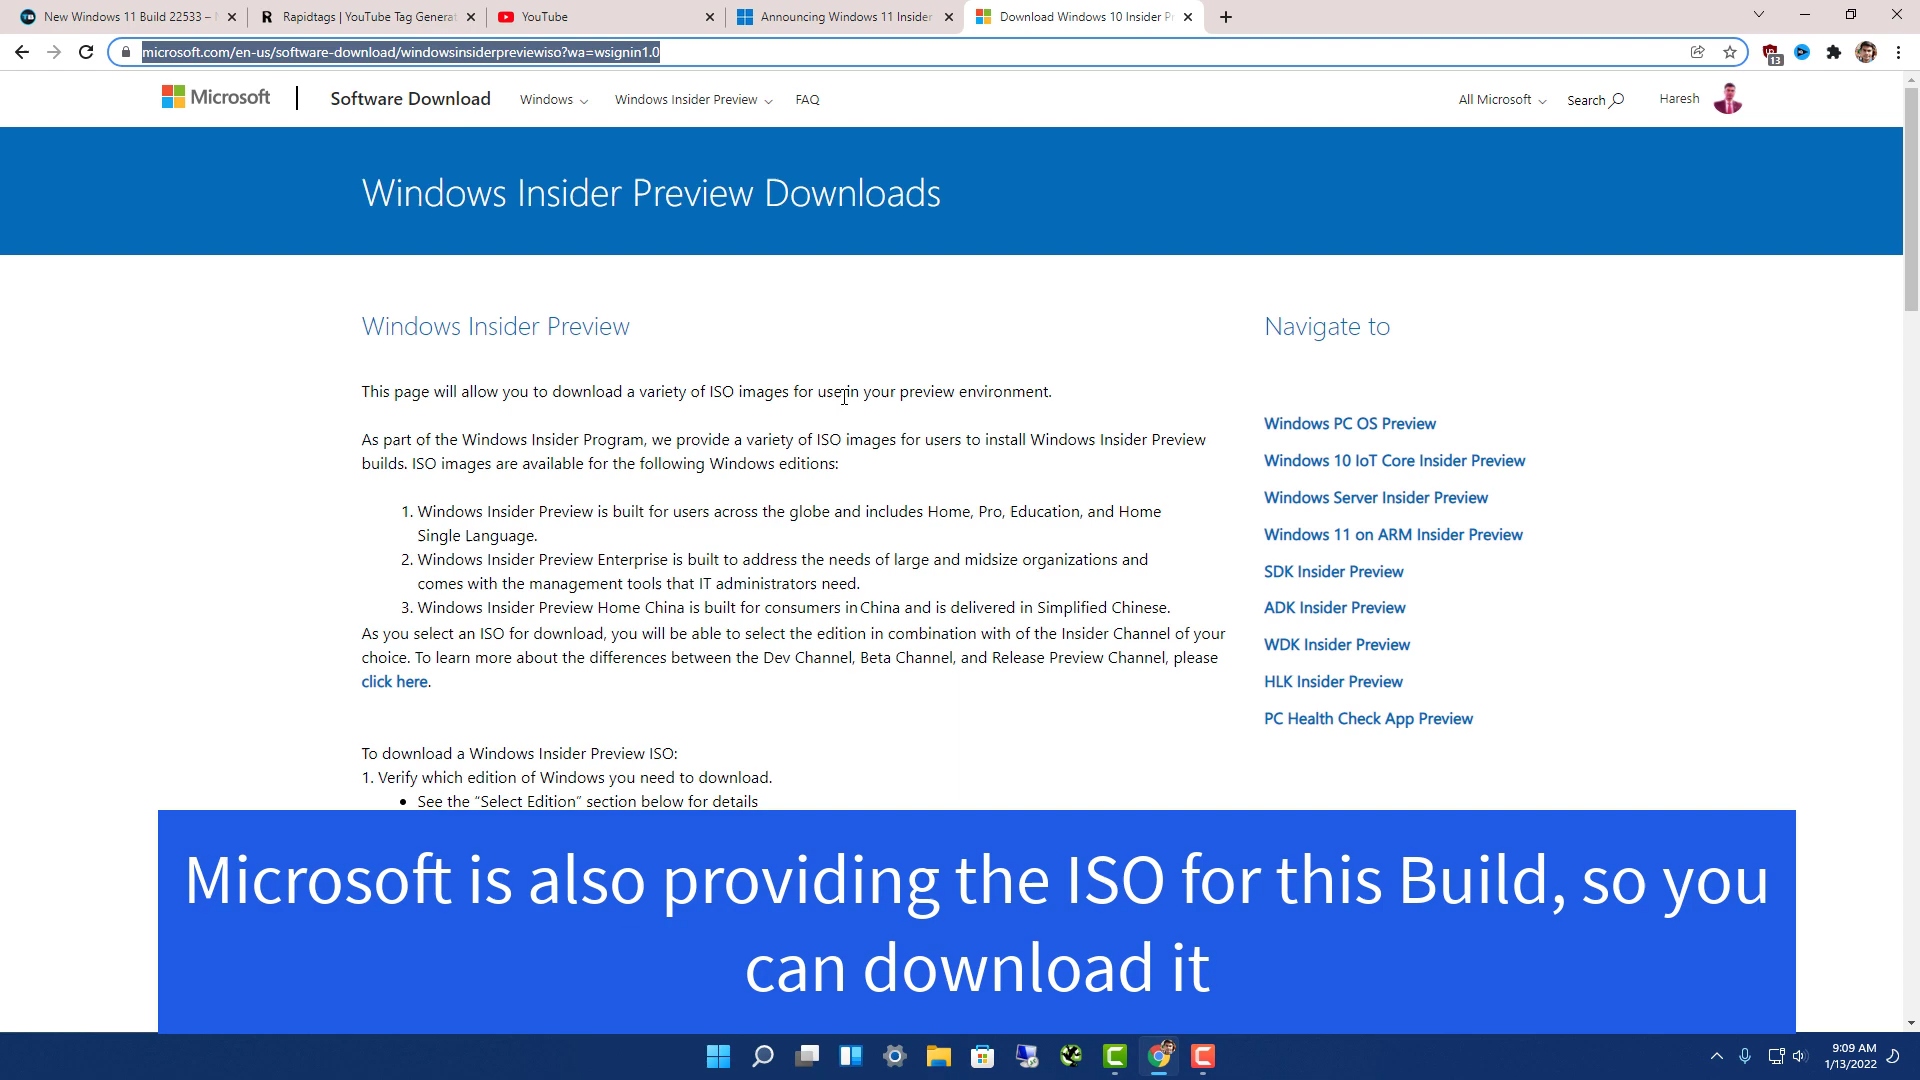 New Windows 11 Build 22533 –
Rapidtags | YouTube Tag Generat
YouTube
Announcing Windows 11 Insider
Download Windows 10 Insider Pr
microsoft.com/en-us/software-download/windowsinsiderpreviewiso?wa=wsignin1.0
13
Microsoft
Software Download
Windows
Windows Insider Preview
FAQ
All Microsoft
Search
Haresh
Windows Insider Preview Downloads
Windows Insider Preview
This page will allow you to download a variety of ISO images for use in your preview environment.
As part of the Windows Insider Program, we provide a variety of ISO images for users to install Windows Insider Preview
builds. ISO images are available for the following Windows editions:
1. Windows Insider Preview is built for users across the globe and includes Home, Pro, Education, and Home
Single Language.
2. Windows Insider Preview Enterprise is built to address the needs of large and midsize organizations and
comes with the management tools that IT administrators need.
3. Windows Insider Preview Home China is built for consumers in China and is delivered in Simplified Chinese.
As you select an ISO for download, you will be able to select the edition in combination with of the Insider Channel of your
choice. To learn more about the differences between the Dev Channel, Beta Channel, and Release Preview Channel, please
click here.
To download a Windows Insider Preview ISO:
1. Verify which edition of Windows you need to download.
• See the “Select Edition” section below for details
Navigate to
Windows PC OS Preview
Windows 10 IoT Core Insider Preview
Windows Server Insider Preview
Windows 11 on ARM Insider Preview
SDK Insider Preview
ADK Insider Preview
WDK Insider Preview
HLK Insider Preview
PC Health Check App Preview
Microsoft is also providing the ISO for this Build, so you
can download it
9:09 AM
1/13/2022